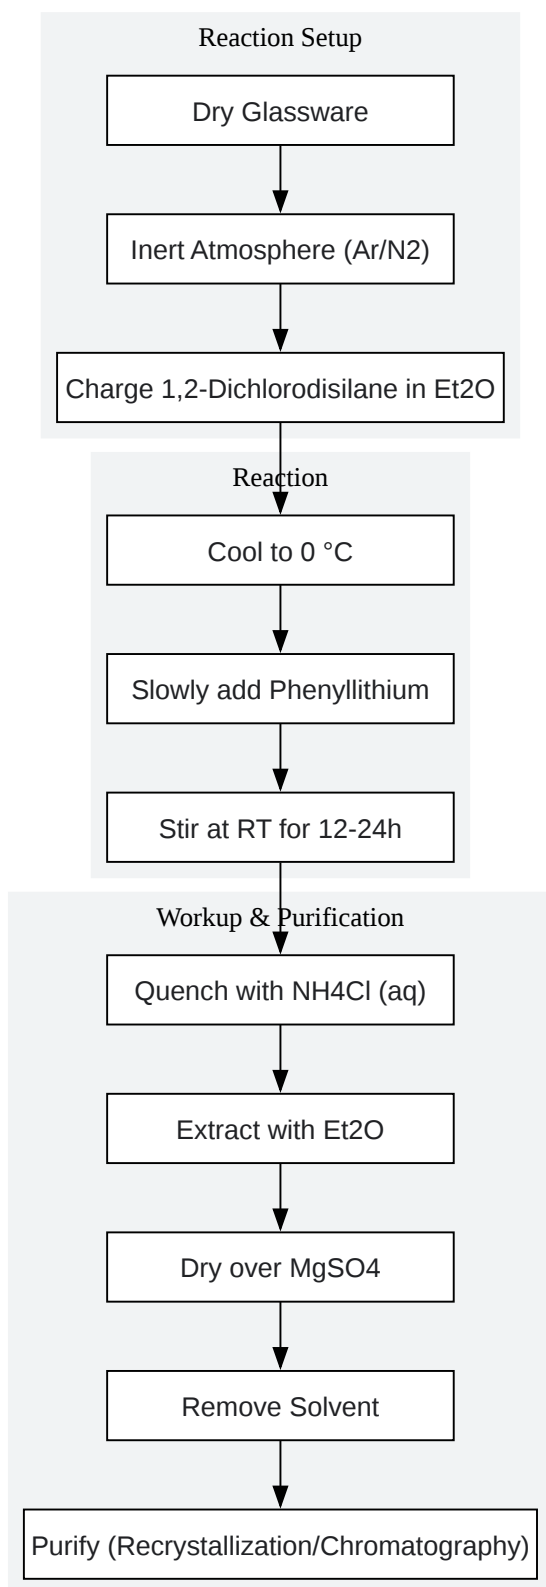 Reaction Setup
Dry Glassware
Inert Atmosphere (Ar/N2)
Charge 1,2-Dichlorodisilane in Et2O
Reaction
Cool to 0 °C
Slowly add Phenyllithium
Stir at RT for 12-24h
Workup & Purification
Quench with NH4Cl (aq)
Extract with Et2O
Dry over MgSO4
Remove Solvent
Purify (Recrystallization/Chromatography)